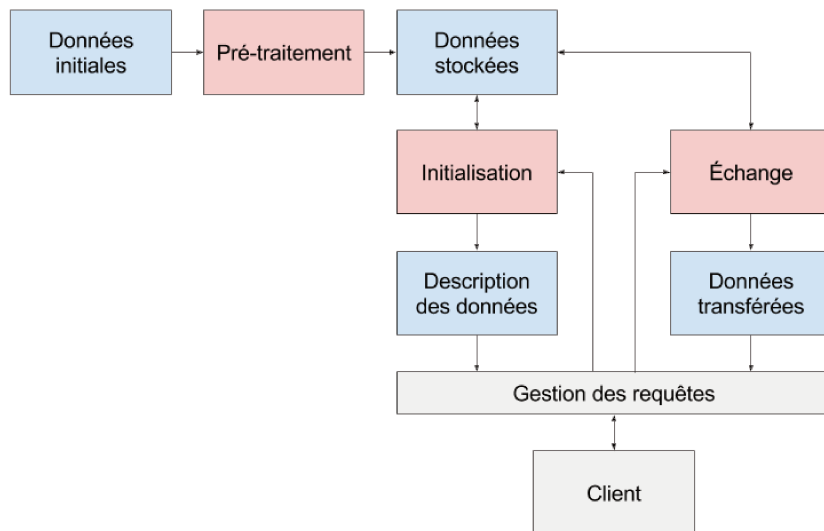 Données
initiales
Pré-traitement
Données
stockées
Initialisation
Échange
Description
des données
Données
transférées
Gestion des requêtes
Client